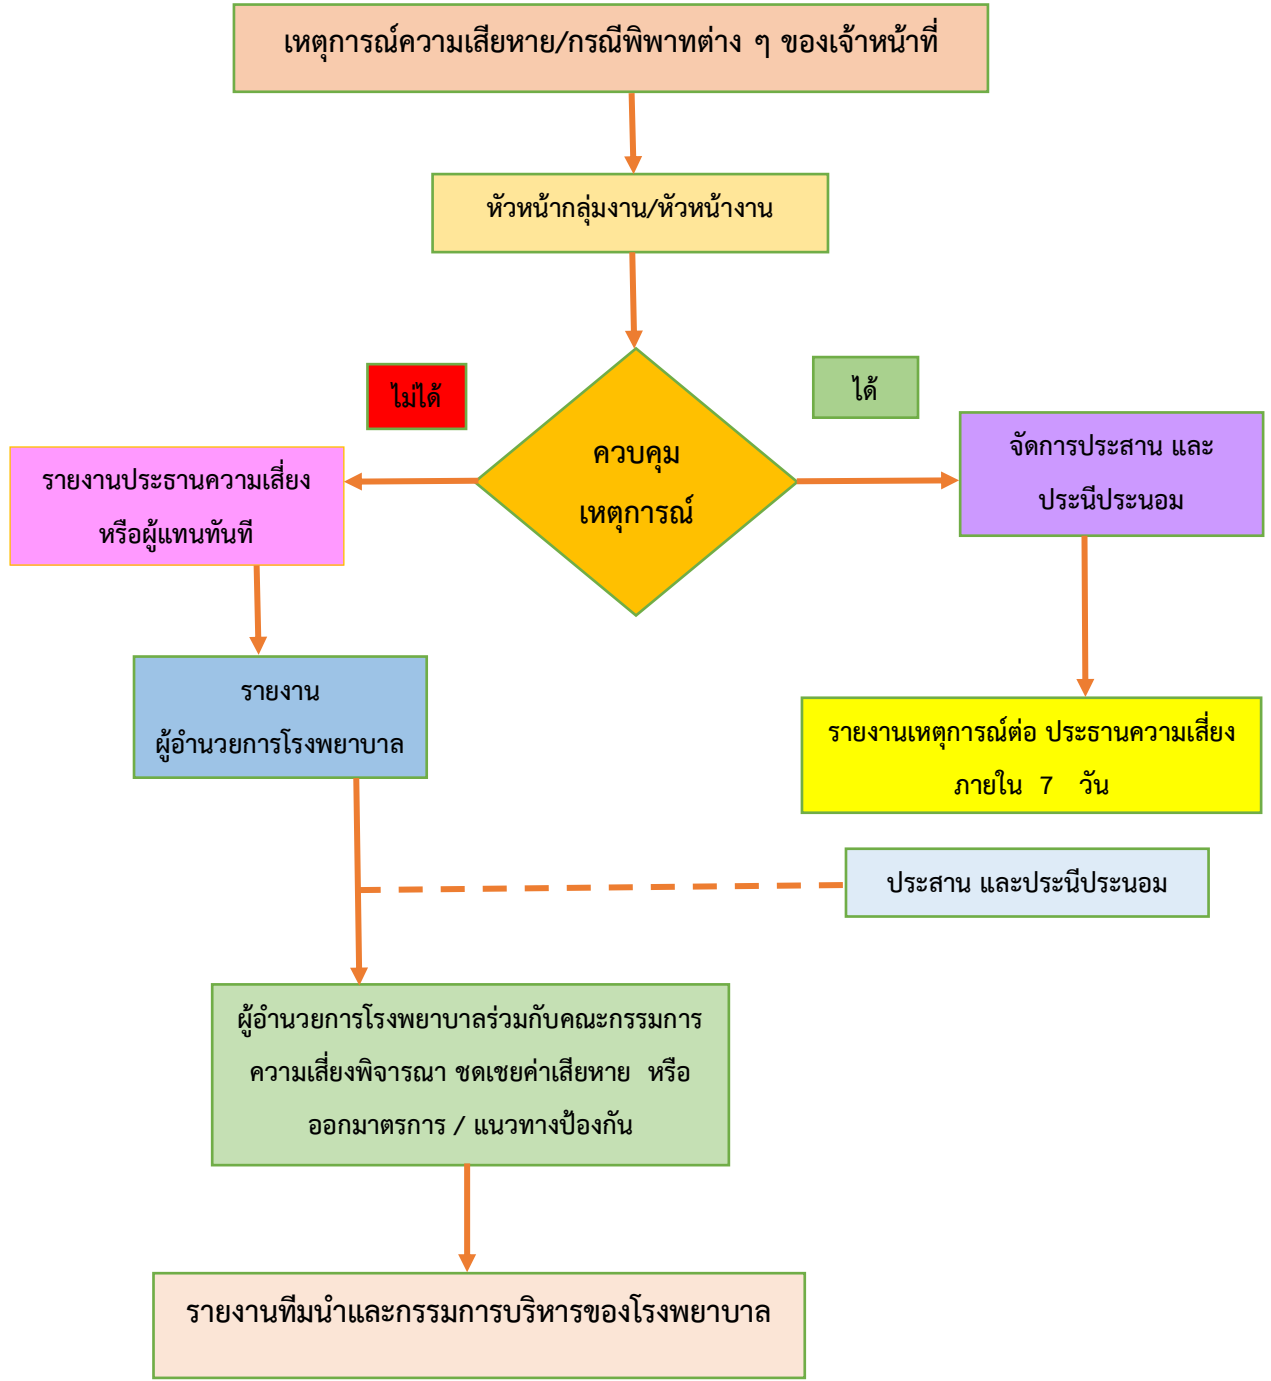 เหตุการณ์ความเสียหาย/กรณีพิพาทต่าง ๆ ของเจ้าหน้าที่
หัวหน้ากลุ่มงาน/หัวหน้างาน
ไม่ได้
ได้
ควบคุม
เหตุการณ์
รายงานประธานความเสี่ยง
หรือผู้แทนทันที
จัดการประสาน และ
ประนีประนอม
รายงาน
ผู้อำนวยการโรงพยาบาล
รายงานเหตุการณ์ต่อ ประธานความเสี่ยง
ภายใน 7 วัน
ประสาน และประนีประนอม
ผู้อำนวยการโรงพยาบาลร่วมกับคณะกรรมการ
ความเสี่ยงพิจารณา ชดเชยค่าเสียหาย หรือ
ออกมาตรการ / แนวทางป้องกัน
รายงานทีมนำและกรรมการบริหารของโรงพยาบาล